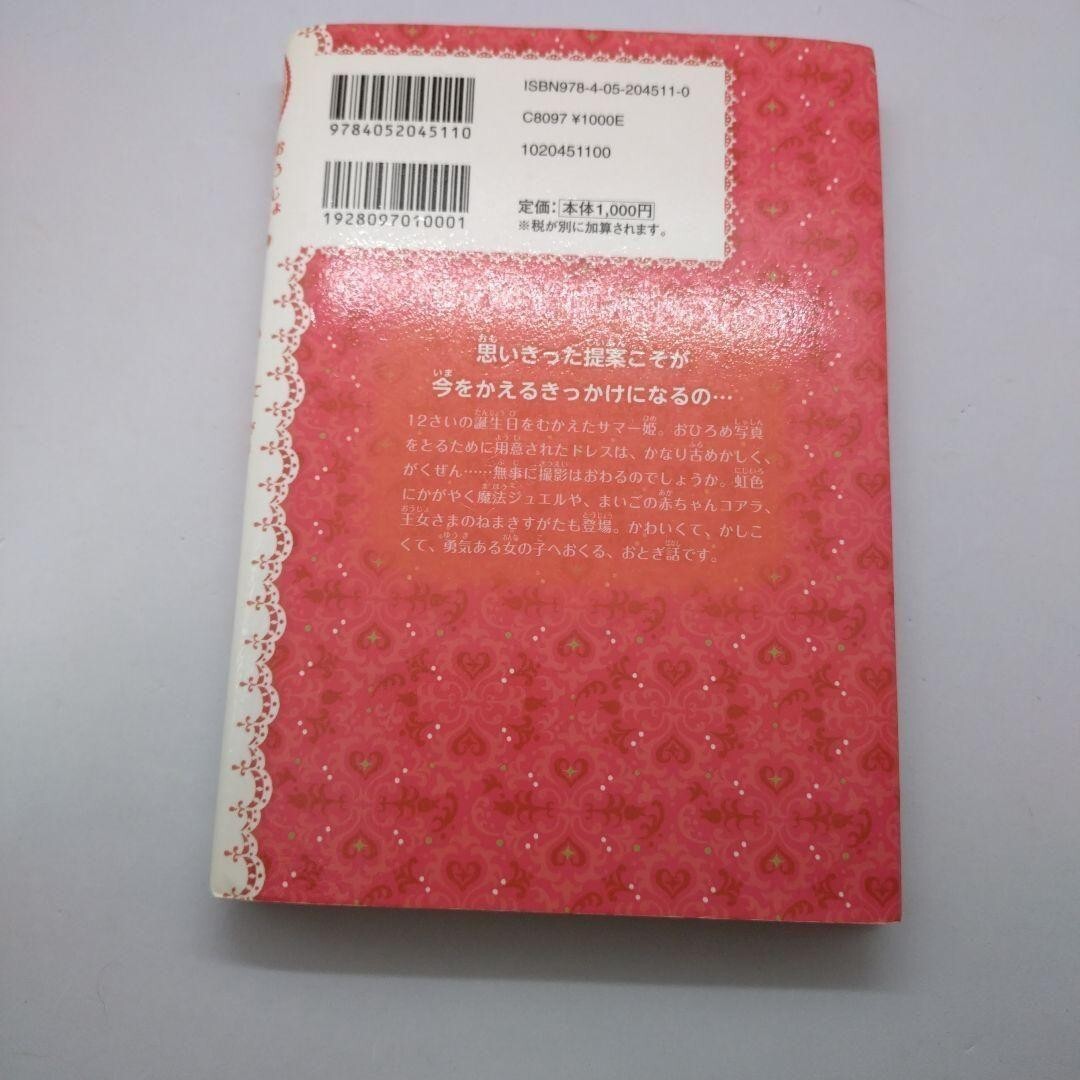 ISBN978-4-05-204511-0
C8097 ¥1000E
1020451100
9784052045110
1928097010001
定価：本体1,000円
※税が別に加算されます。
思いきった提案こそが
今をかえるきっかけになるの…
12さいの誕生日をむかえたサマー姫。おひろめ写真
をとるために用意されたドレスは、かなり古めかしく、
がくぜん……無事に撮影はおわるのでしょうか。虹色
にかがやく魔法ジュエルや、まいごの赤ちゃんコアラ、
王女さまのねまきすがたも登場。かわいくて、かしこ
くて、勇気ある女の子へおくる、おとぎ話です。